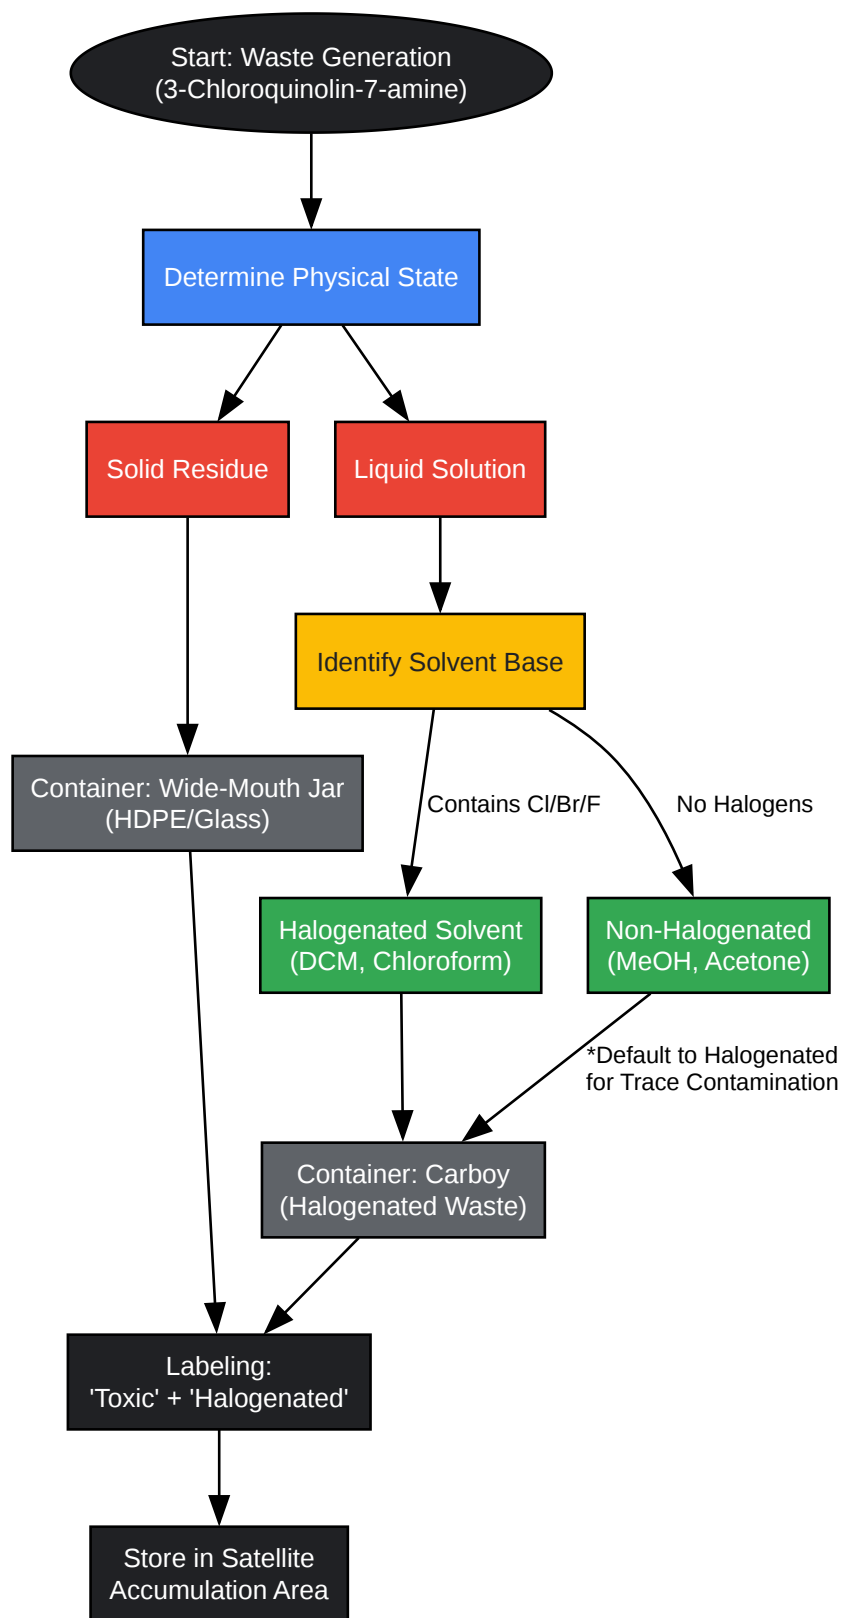 Start: Waste Generation
(3-Chloroquinolin-7-amine)
Determine Physical State
Solid Residue
Liquid Solution
Identify Solvent Base
Container: Wide-Mouth Jar
(HDPE/Glass)
Contains Cl/Br/F
No Halogens
Halogenated Solvent
(DCM, Chloroform)
Non-Halogenated
(MeOH, Acetone)
*Default to Halogenated
for Trace Contamination
Container: Carboy
(Halogenated Waste)
Labeling:
'Toxic' + 'Halogenated'
Store in Satellite
Accumulation Area